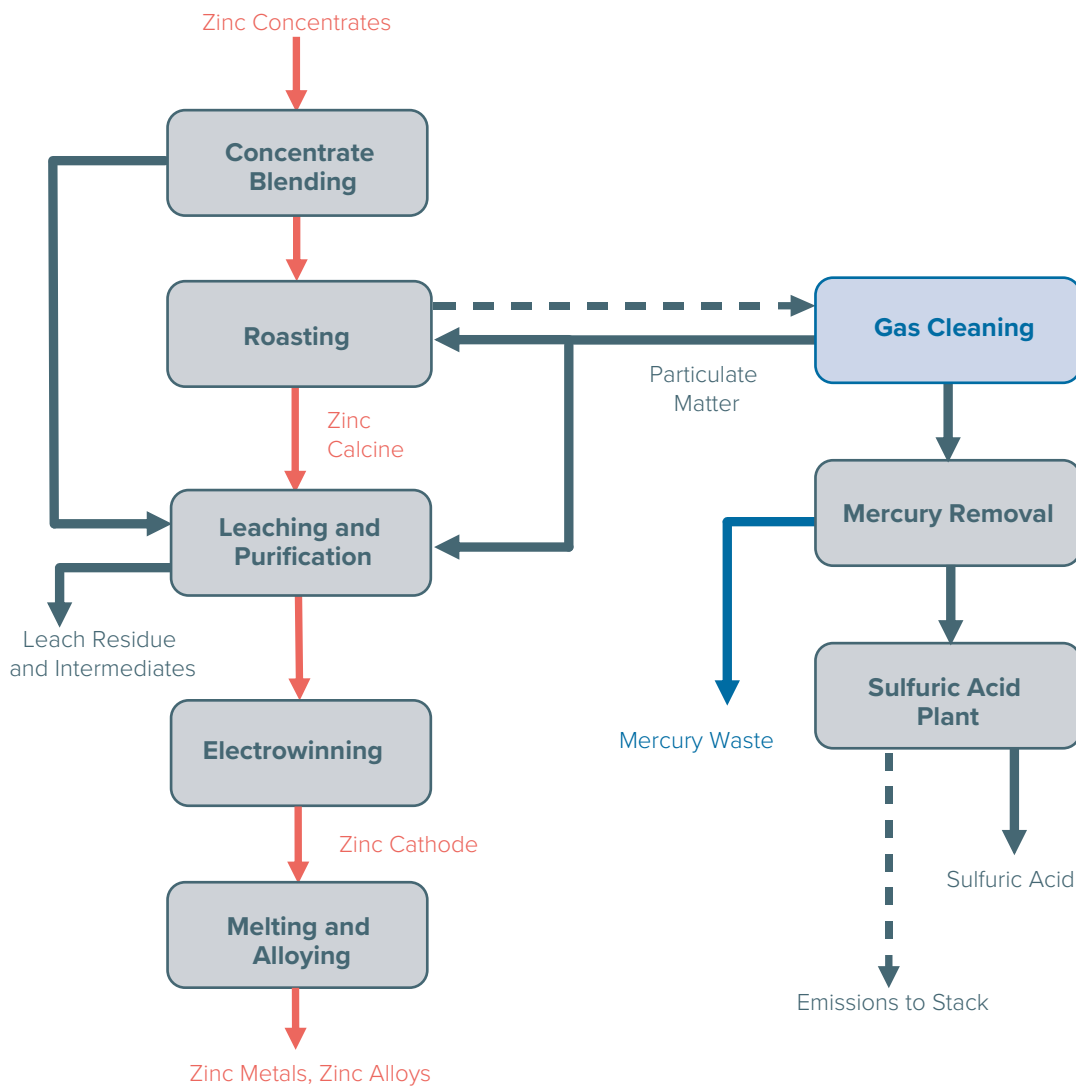 Zinc Concentrates
Concentrate
Blending
Roasting
Gas Cleaning
Particulate
Matter
Zinc
Calcine
Leaching and
Purification
Mercury Removal
Leach Residue
and Intermediates
Sulfuric Acid
Plant
Mercury Waste
Electrowinning
Zinc Cathode
Sulfuric Acid
Melting and
Alloying
Emissions to Stack
Zinc Metals, Zinc Alloys